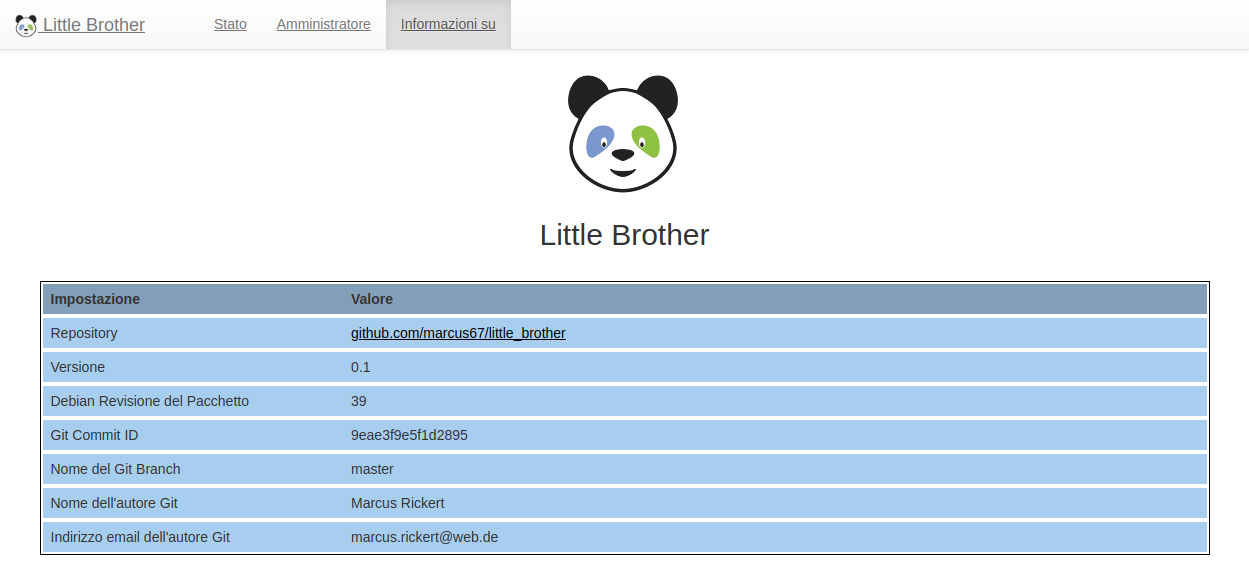 Little Brother Stato Amministratore Informazioni su
Little Brother
Impostazione Valore
Repository github.com/marcus67/little_brother
Versione 0.1
Debian Revisione del Pacchetto 39
Git Commit ID 9eae3f9e5f1d2895
Nome del Git Branch master
Nome dell'autore Git Marcus Rickert
Indirizzo email dell'autore Git marcus.rickert@web.de